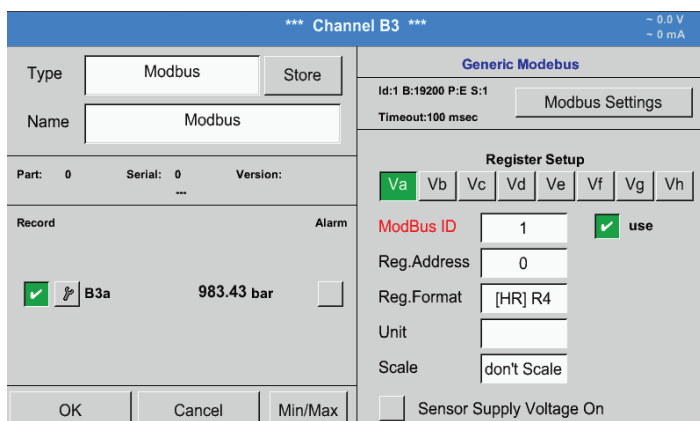 *** Channel B3 ***
~ 0.0 V
~ 0 mA
Type
Modbus
Store
Name
Modbus
Part: 0 Serial: 0 Version:
---
Record
Alarm
B3a 983.43 bar
OK
Cancel
Min/Max
Generic Modebus
Id:1 B:19200 P:E S:1
Timeout:100 msec
Modbus Settings
Register Setup
Va Vb Vc Vd Ve Vf Vg Vh
ModBus ID 1 use
Reg.Address 0
Reg.Format [HR] R4
Unit
Scale don't Scale
Sensor Supply Voltage On